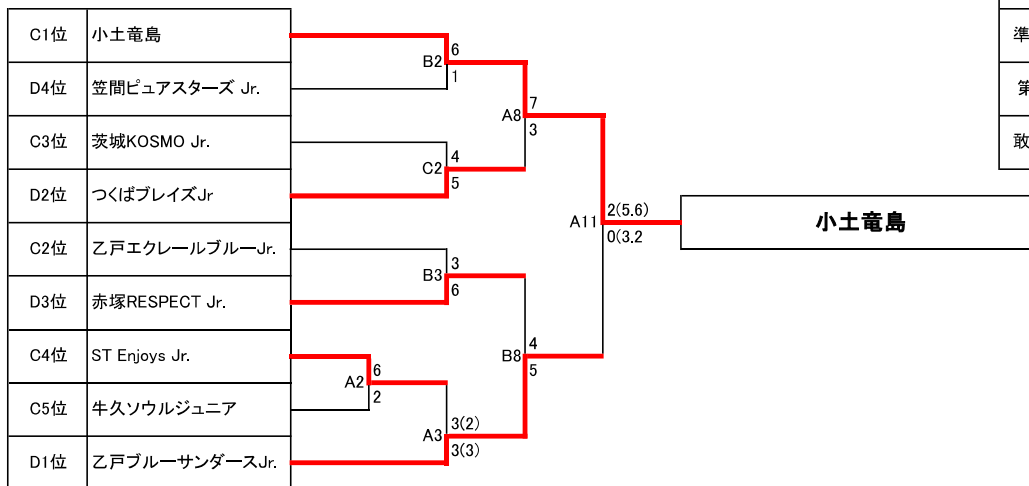 C1位 小土竜島
D4位 笠間ピュアスターズ Jr.
C3位 茨城KOSMO Jr.
D2位 つくばブレイズJr
C2位 乙戸エクレールブルーJr.
D3位 赤塚RESPECT Jr.
C4位 ST Enjoys Jr.
C5位 牛久ソウルジュニア
D1位 乙戸ブルーサンダースJr.
A2
6
2
B2
6
1
C2
4
5
B3
3
6
A3
3(2)
3(3)
A8
7
3
B8
4
5
A11
2(5.6)
0(3.2
小土竜島
準
第
敢